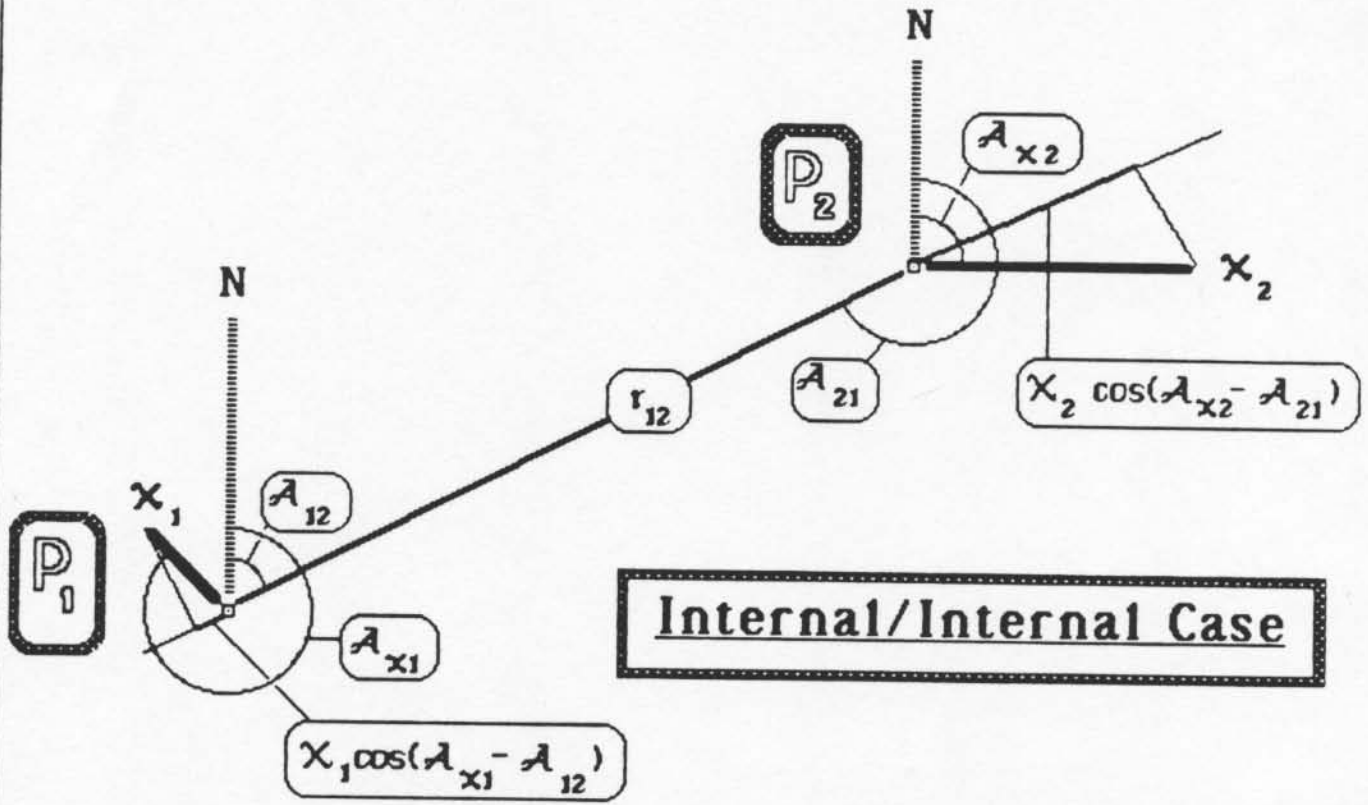 N
P₂
𝒜ₓ₂
N
x₂
r₁₂
𝒜₂₁
x₂ cos(𝒜ₓ₂ - 𝒜₂₁)
x₁
𝒜₁₂
P₁
𝒜ₓ₁
Internal/Internal Case
x₁cos(𝒜ₓ₁ - 𝒜₁₂)